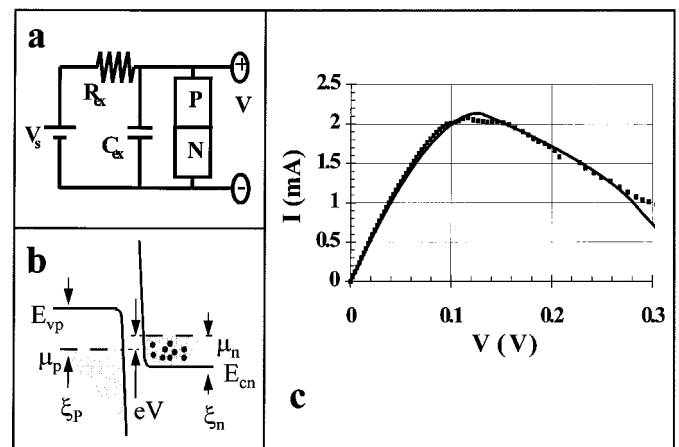 a
R_ex
P
+
V
V_s
C_ex
N
-
b
E_vp
μ_p
μ_n
E_cn
ξ_P
eV
ξ_n
I (mA)
2.5
2
1.5
1
0.5
0
0
0.1
0.2
0.3
V (V)
c